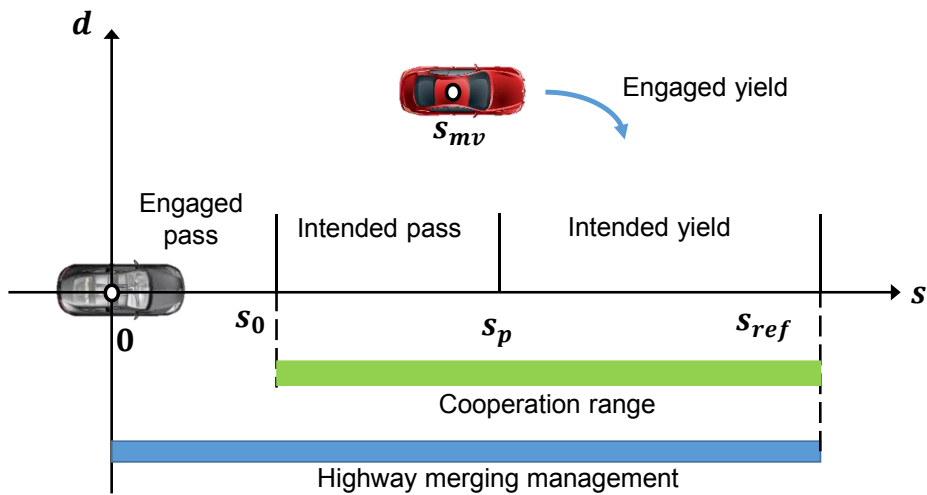 d
Engaged yield
s_mv
Engaged
pass
Intended pass
Intended yield
s
0
s_0
s_p
s_ref
Cooperation range
Highway merging management